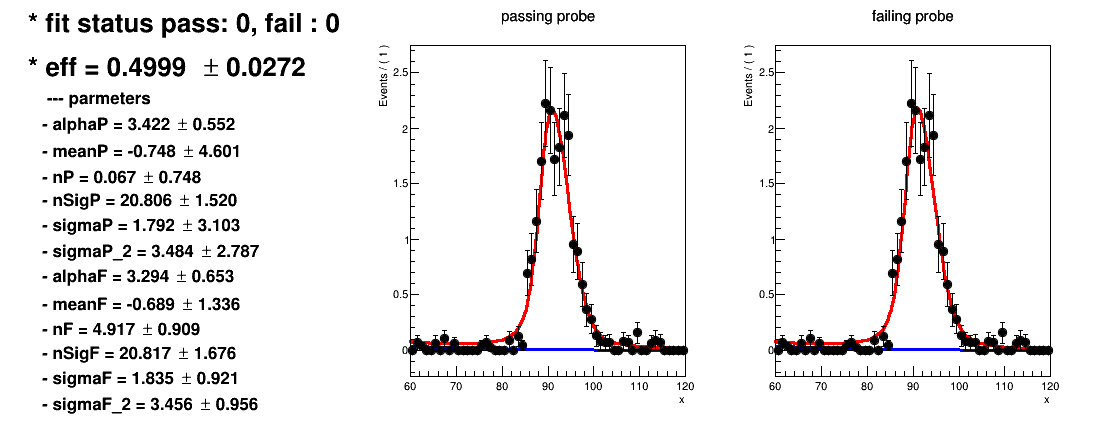 * fit status pass: 0, fail : 0
* eff = 0.4999 ± 0.0272
--- parmeters
- alphaP = 3.422 ± 0.552
- meanP = -0.748 ± 4.601
- nP = 0.067 ± 0.748
- nSigP = 20.806 ± 1.520
- sigmaP = 1.792 ± 3.103
- sigmaP_2 = 3.484 ± 2.787
- alphaF = 3.294 ± 0.653
- meanF = -0.689 ± 1.336
- nF = 4.917 ± 0.909
- nSigF = 20.817 ± 1.676
- sigmaF = 1.835 ± 0.921
- sigmaF_2 = 3.456 ± 0.956
passing probe
Events / ( 1 )
2.5
2
1.5
1
0.5
0
60 70 80 90 100 110 120
x
failing probe
Events / ( 1 )
2.5
2
1.5
1
0.5
0
60 70 80 90 100 110 120
x